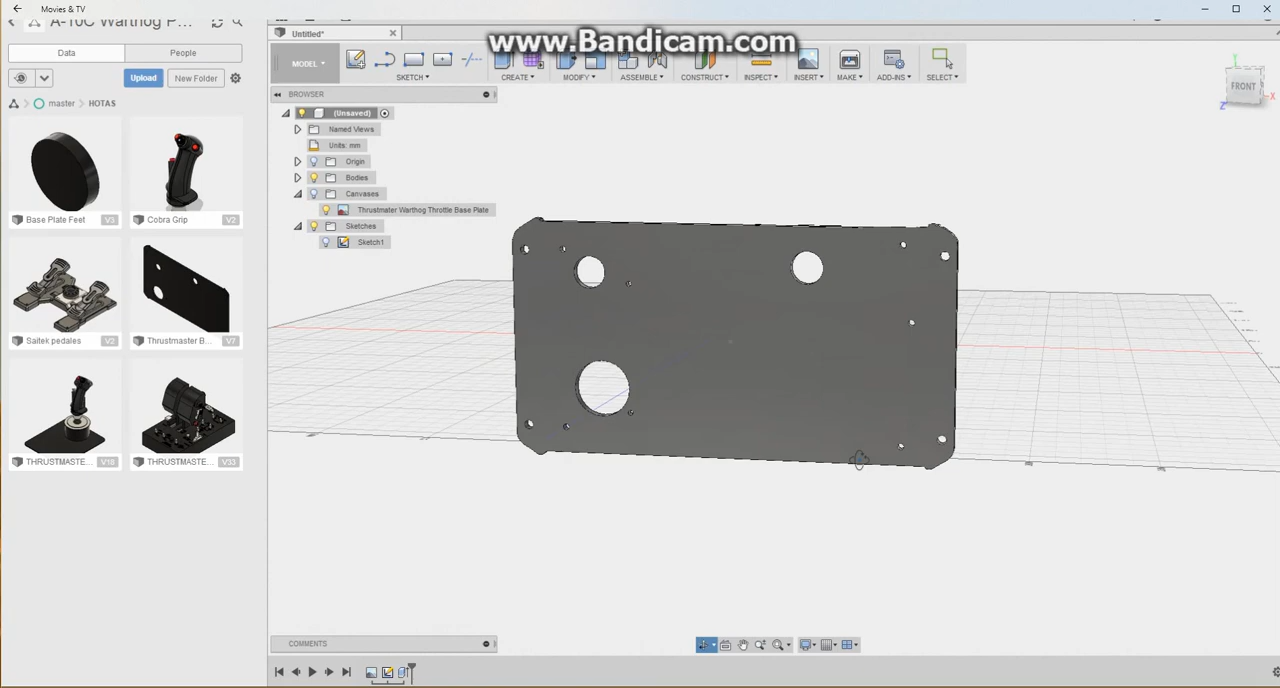 Movies & TV
A-10C Warthog P...
Untitled*
www.Bandicam.com
Data
People
Upload
New Folder
master
HOTAS
MODEL
SKETCH
CREATE
MODIFY
ASSEMBLE
CONSTRUCT
INSPECT
INSERT
MAKE
ADD-INS
SELECT
FRONT
X
Z
BROWSER
(Unsaved)
Named Views
Units: mm
Origin
Bodies
Canvases
Thrustmater Warthog Throttle Base Plate
Sketches
Sketch1
Base Plate Feet
V3
Cobra Grip
V2
Saitek pedales
V2
Thrustmaster B...
V7
THRUSTMASTE...
V16
THRUSTMASTE...
V33
COMMENTS